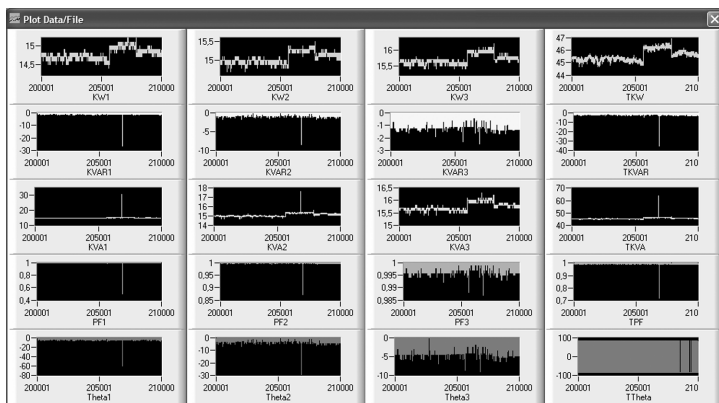 Plot Data/File
15-
14,5-
200001 205001 210000
KW1
15,5-
15-
200001 205001 210000
KW2
16-
15,5-
200001 205001 210000
KW3
47-
46-
45-
44-
200001 205001 210
TKW
0-
-10-
-20-
-30-
200001 205001 210000
KVAR1
0-
-5-
-10-
200001 205001 210000
KVAR2
0-
-1-
-2-
-3-
200001 205001 210000
KVAR3
0-
-10-
-20-
-30-
-40-
200001 205001 210
TKVAR
30-
20-
10-
200001 205001 210000
KVA1
18-
17-
16-
15-
14-
200001 205001 210000
KVA2
16,5-
16-
15,5-
15-
200001 205001 210000
KVA3
70-
60-
50-
40-
200001 205001 210
TKVA
1-
0,8-
0,6-
0,4-
200001 205001 210000
PF1
1-
0,95-
0,9-
0,85-
200001 205001 210000
PF2
1-
0,995-
0,99-
0,985-
200001 205001 210000
PF3
1-
0,9-
0,8-
0,7-
200001 205001 210
TPF
0-
-20-
-40-
-60-
-80-
200001 205001 210000
Theta1
0-
-10-
-20-
-30-
200001 205001 210000
Theta2
0-
-5-
-10-
200001 205001 210000
Theta3
100-
0-
-100-
200001 205001 210
TTheta